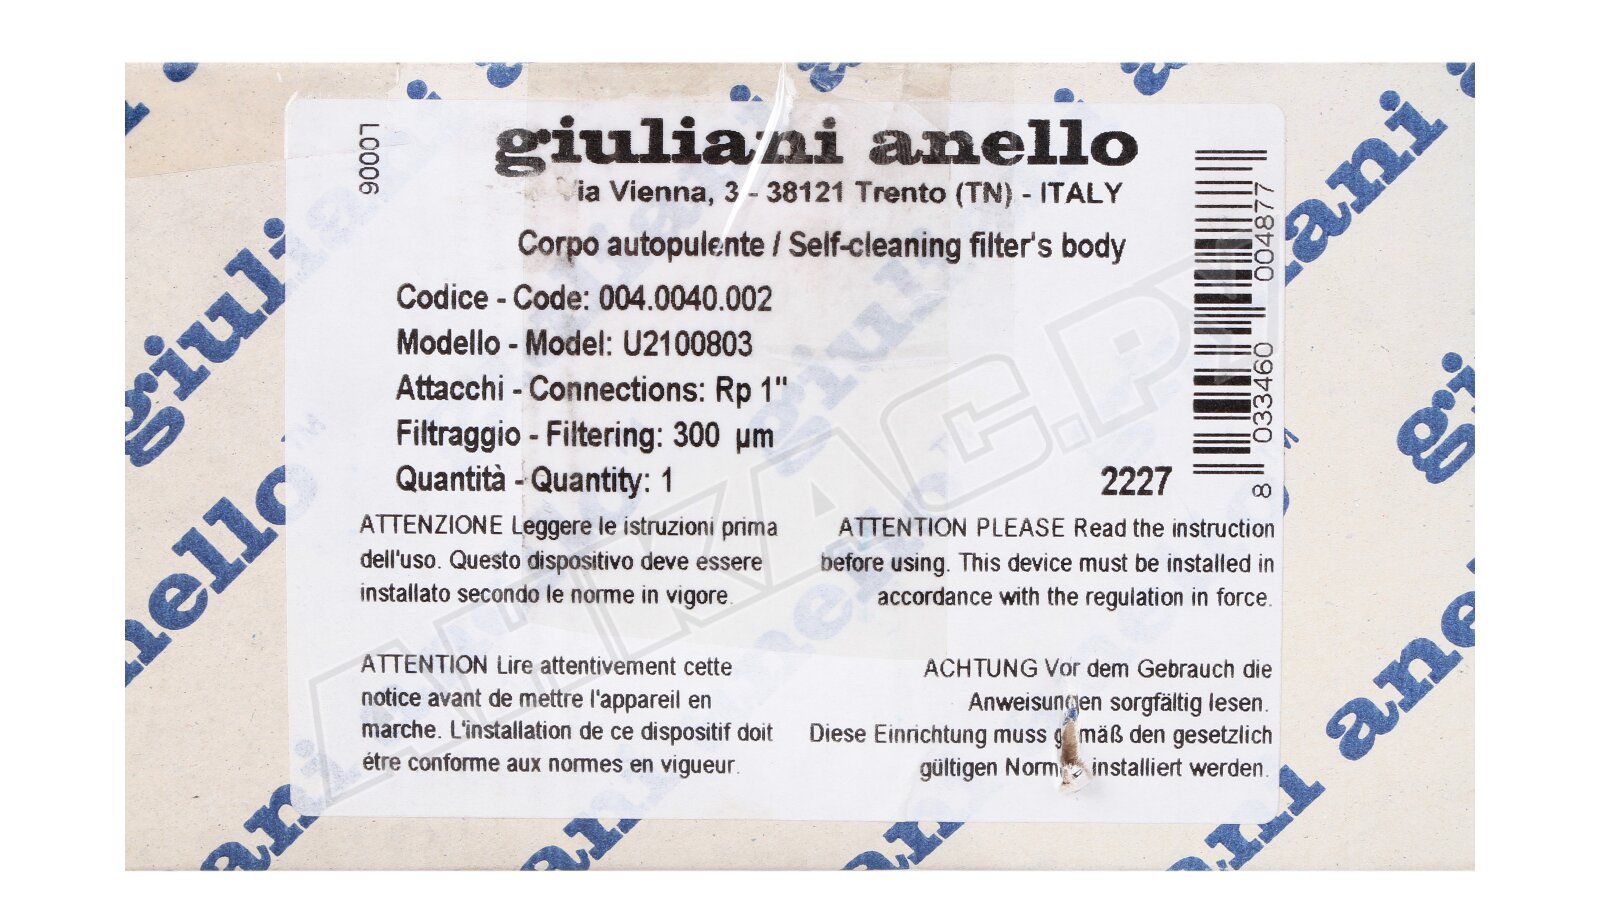 giuliani anello
Via Vienna, 3 - 38121 Trento (TN) - ITALY
Corpo autopulente / Self-cleaning filter's body
Codice - Code: 004.0040.002
Modello - Model: U2100803
Attacchi - Connections: Rp 1"
Filtraggio - Filtering: 300 µm
Quantità - Quantity: 1
2227
L0006
8 033460 004877
ATTENZIONE Leggere le istruzioni prima
dell'uso. Questo dispositivo deve essere
installato secondo le norme in vigore.
ATTENTION PLEASE Read the instruction
before using. This device must be installed in
accordance with the regulation in force.
ATTENTION Lire attentivement cette
notice avant de mettre l'appareil en
marche. L'installation de ce dispositif doit
étre conforme aux normes en vigueur.
ACHTUNG Vor dem Gebrauch die
Anweisungen sorgfältig lesen.
Diese Einrichtung muss gemäß den gesetzlich
gültigen Normen installiert werden.
giuliani
anello
giuliani
anello